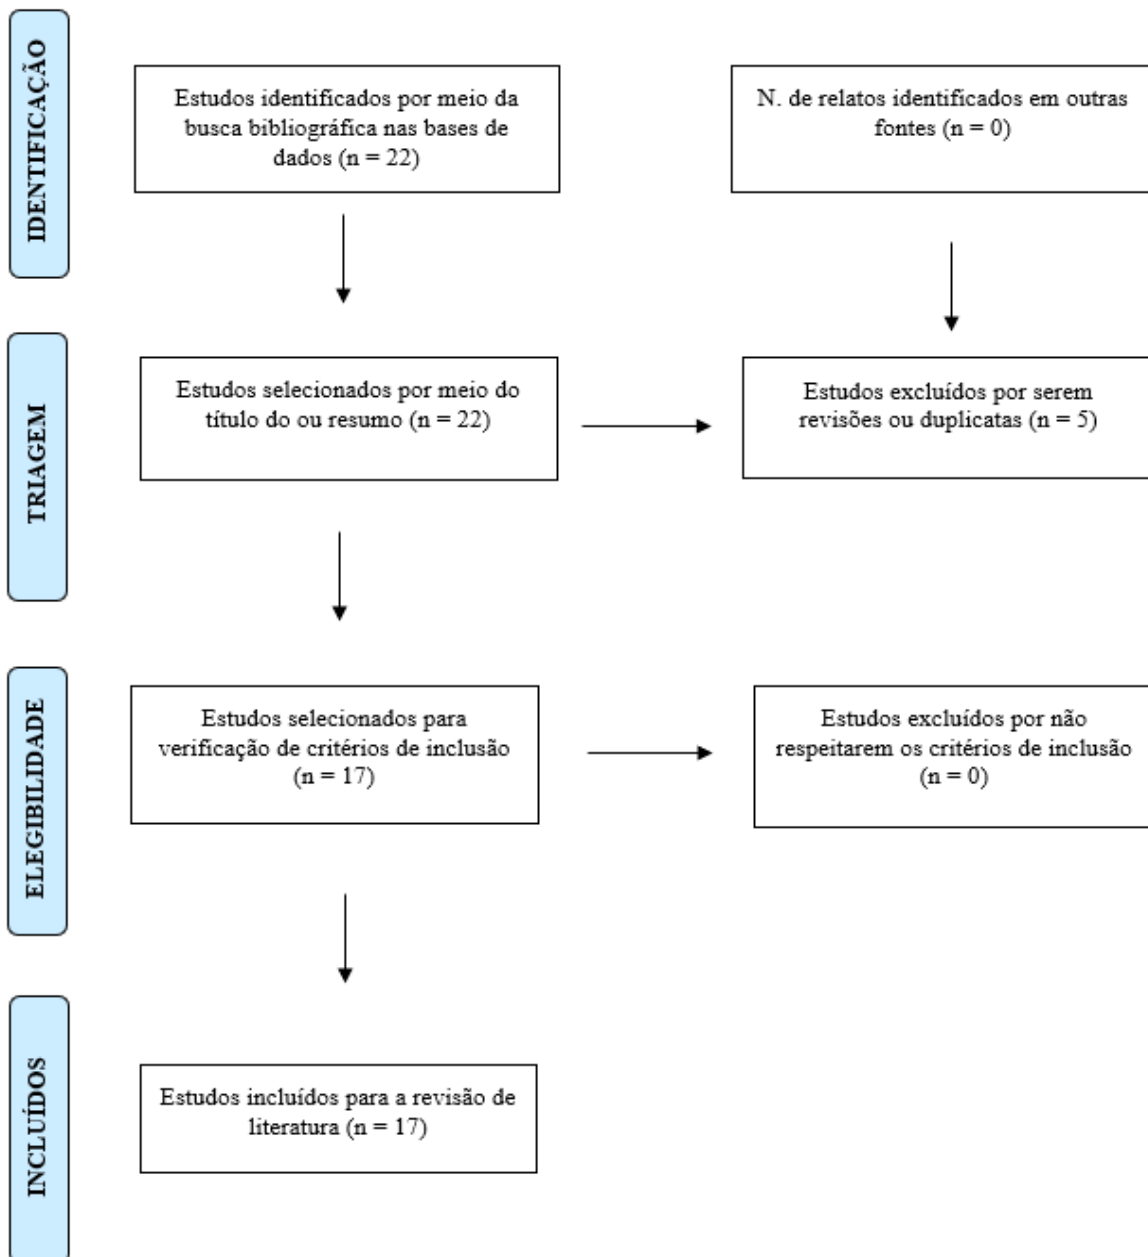 IDENTIFICAÇÃO
Estudos identificados por meio da
busca bibliográfica nas bases de
dados (n = 22)
N. de relatos identificados em outras
fontes (n = 0)
TRIAGEM
Estudos selecionados por meio do
título do ou resumo (n = 22)
Estudos excluídos por serem
revisões ou duplicatas (n = 5)
ELEGIBILIDADE
Estudos selecionados para
verificação de critérios de inclusão
(n = 17)
Estudos excluídos por não
respeitarem os critérios de inclusão
(n = 0)
INCLUÍDOS
Estudos incluídos para a revisão de
literatura (n = 17)